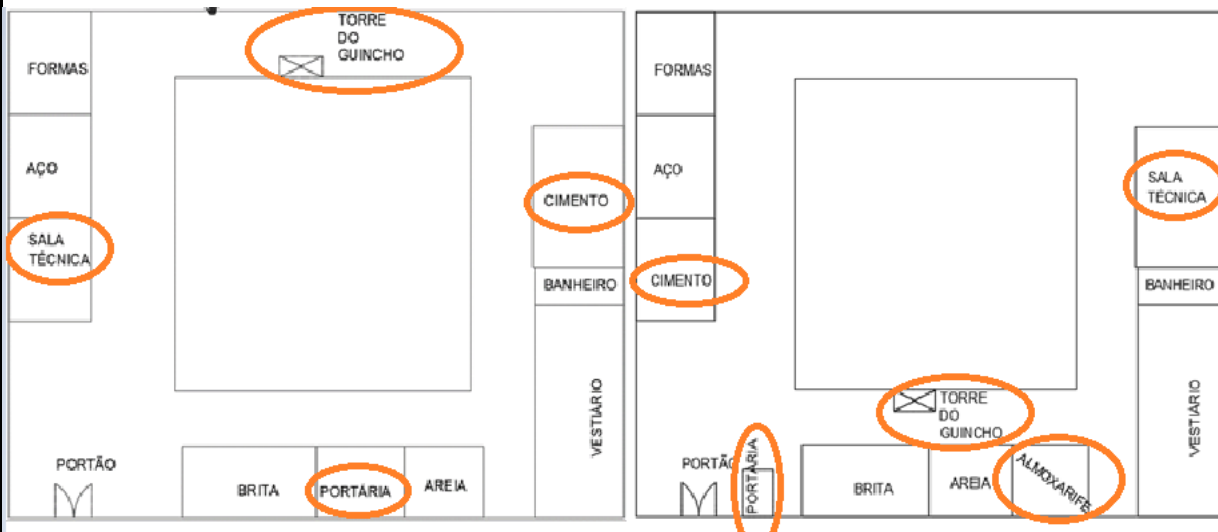 TORRE
DO
GUINCHO
FORMAS
AÇO
CIMENTO
SALA
TÉCNICA
BANHEIRO
VESTIÁRIO
PORTÃO
BRITA
PORTÁRIA
AREIA
FORMAS
AÇO
SALA
TÉCNICA
CIMENTO
BANHEIRO
TORRE
DO
GUINCHO
VESTIÁRIO
PORTÃO
PORTARIA
BRITA
AREIA
ALMOXARIFE